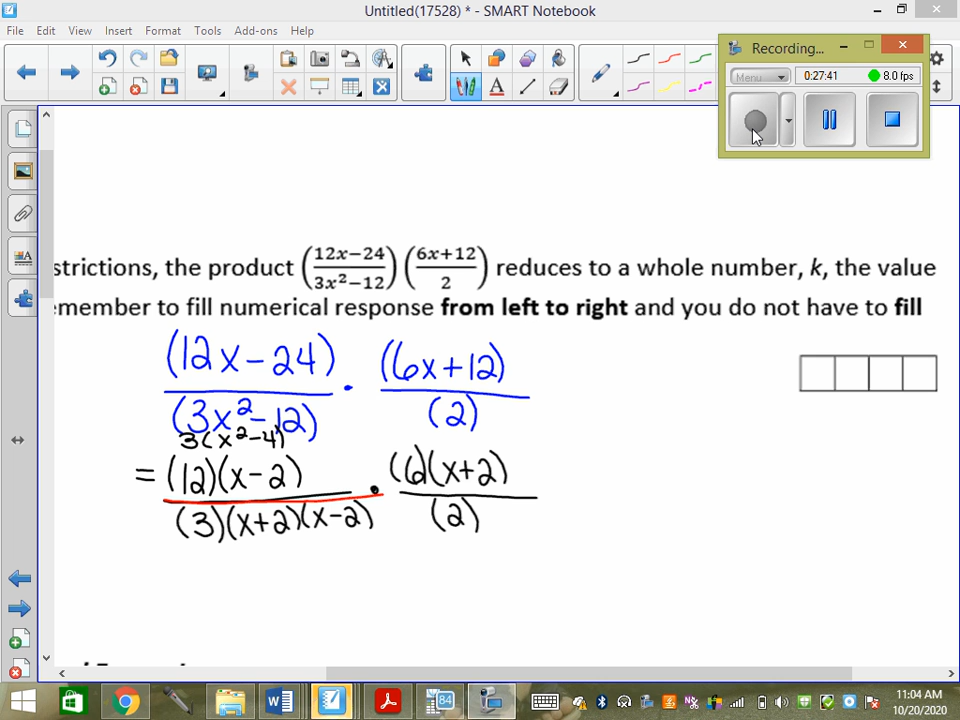 Untitled(17528) * - SMART Notebook
File Edit View Insert Format Tools Add-ons Help
Recording...
Menu 0:27:41 8.0 fps
strictions, the product (12x−24/3x²−12)(6x+12/2) reduces to a whole number, k, the value
emember to fill numerical response from left to right and you do not have to fill
(12x-24)/(3x²-12) · (6x+12)/(2)
3(x²-4)
= (12)(x-2)/(3)(x+2)(x-2) · (6)(x+2)/(2)
11:04 AM
10/20/2020